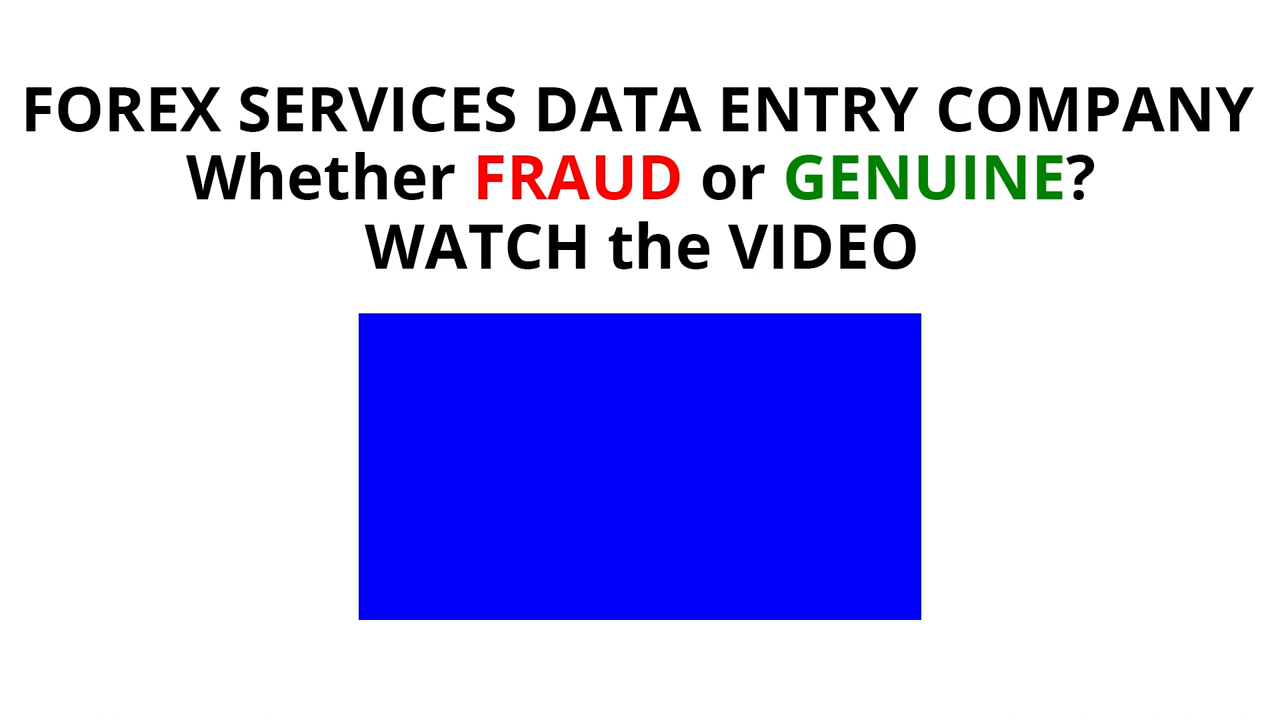 FOREX SERVICES DATA ENTRY COMPANY
Whether FRAUD or GENUINE?
WATCH the VIDEO